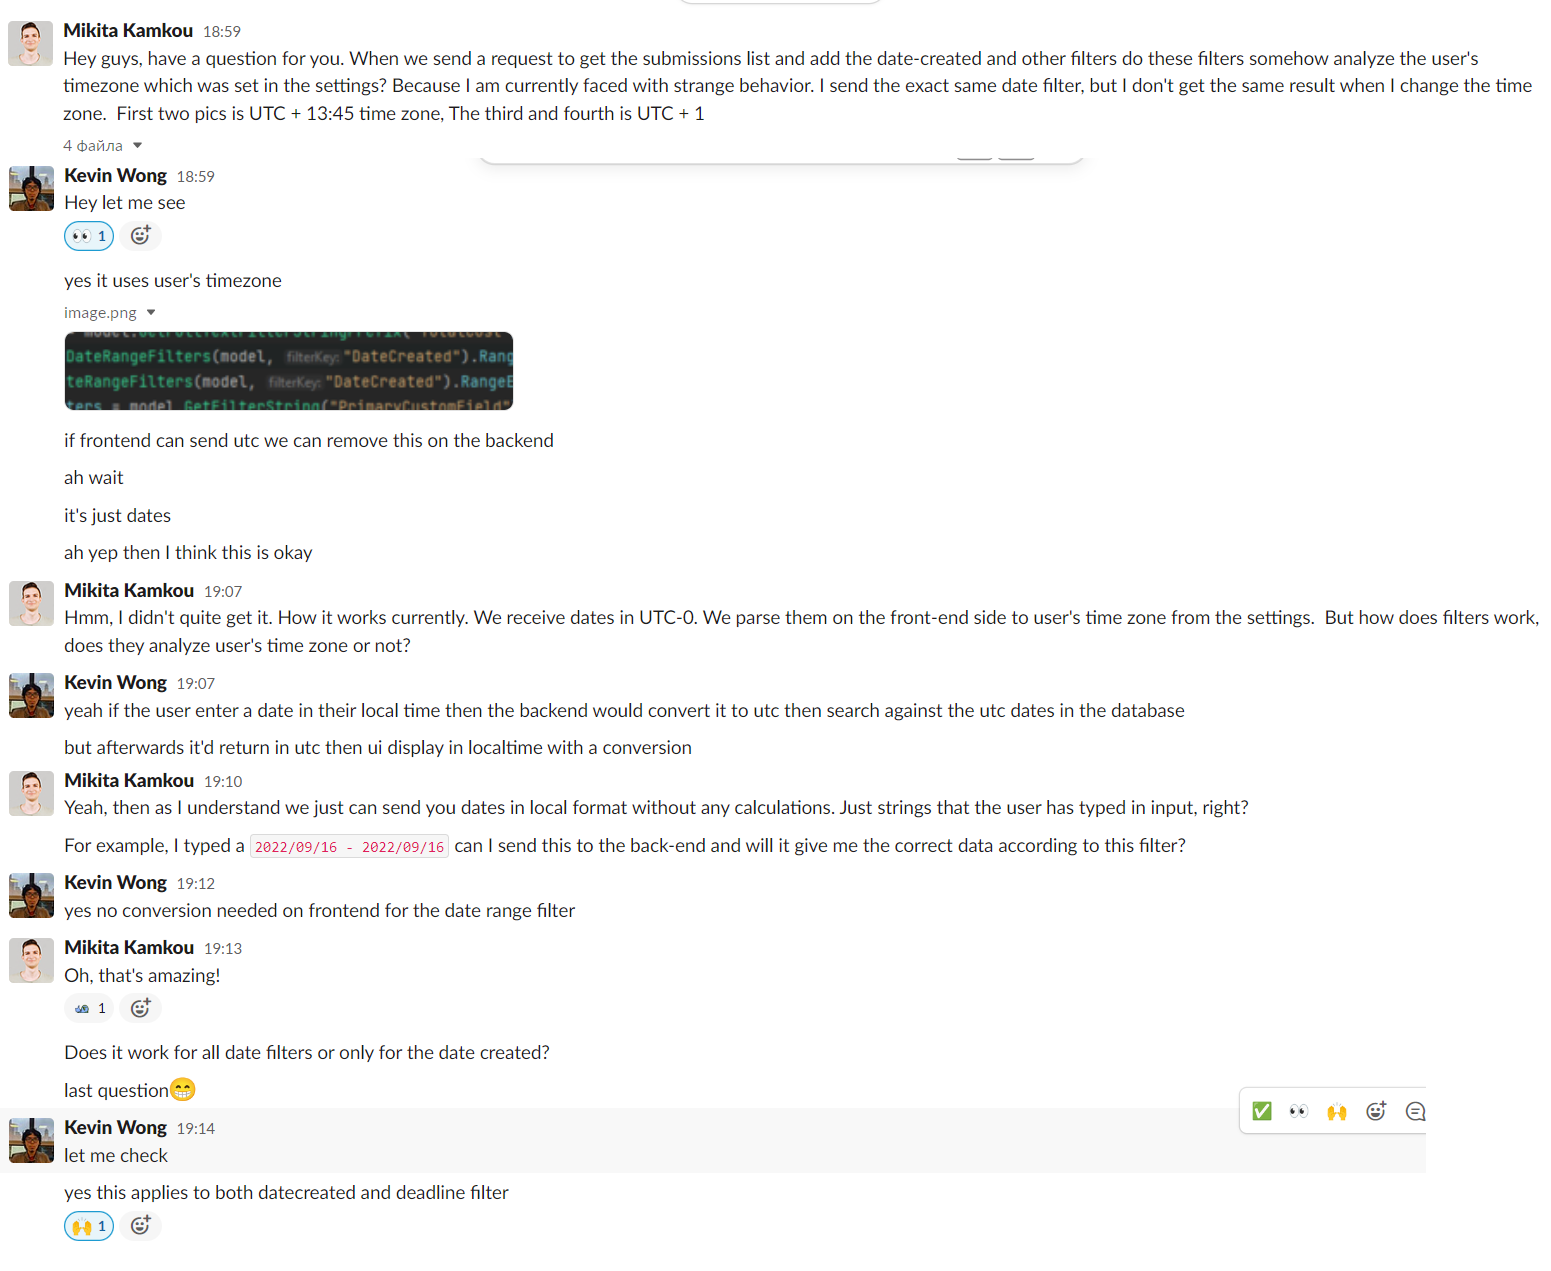 Mikita Kamkou 18:59
Hey guys, have a question for you. When we send a request to get the submissions list and add the date-created and other filters do these filters somehow analyze the user's
timezone which was set in the settings? Because I am currently faced with strange behavior. I send the exact same date filter, but I don't get the same result when I change the time
zone.  First two pics is UTC + 13:45 time zone, The third and fourth is UTC + 1
4 файла
Kevin Wong 18:59
Hey let me see
1
yes it uses user's timezone
image.png
DateRangeFilters(model, filterKey: "DateCreated").Rang
teRangeFilters(model, filterKey: "DateCreated").RangeE
ters = model.GetFilterString("PrimaryCustomField"
if frontend can send utc we can remove this on the backend
ah wait
it's just dates
ah yep then I think this is okay
Mikita Kamkou 19:07
Hmm, I didn't quite get it. How it works currently. We receive dates in UTC-0. We parse them on the front-end side to user's time zone from the settings.  But how does filters work,
does they analyze user's time zone or not?
Kevin Wong 19:07
yeah if the user enter a date in their local time then the backend would convert it to utc then search against the utc dates in the database
but afterwards it'd return in utc then ui display in localtime with a conversion
Mikita Kamkou 19:10
Yeah, then as I understand we just can send you dates in local format without any calculations. Just strings that the user has typed in input, right?
For example, I typed a 2022/09/16 - 2022/09/16 can I send this to the back-end and will it give me the correct data according to this filter?
Kevin Wong 19:12
yes no conversion needed on frontend for the date range filter
Mikita Kamkou 19:13
Oh, that's amazing!
1
Does it work for all date filters or only for the date created?
last question
Kevin Wong 19:14
let me check
yes this applies to both datecreated and deadline filter
1